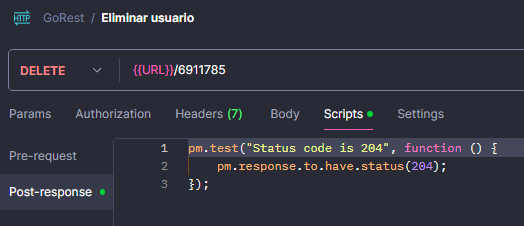 HTTP GoRest / Eliminar usuario
DELETE {{URL}}/6911785
Params Authorization Headers (7) Body Scripts Settings
Pre-request
Post-response
1 pm.test("Status code is 204", function () {
2 pm.response.to.have.status(204);
3 });